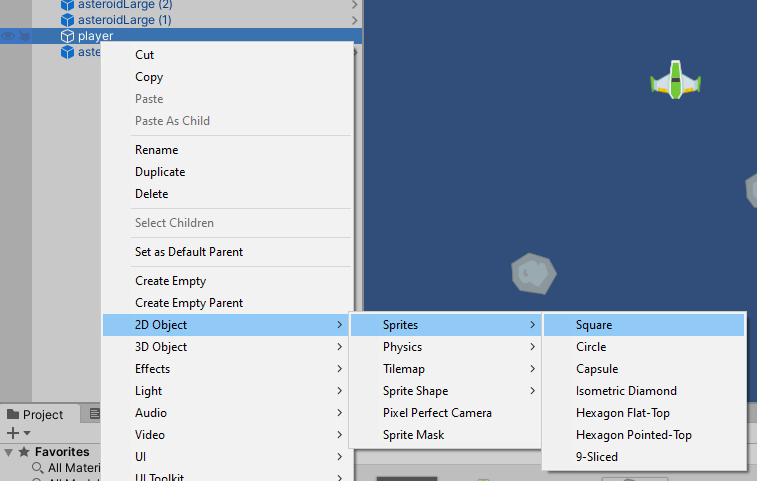 asteroidLarge (2)
asteroidLarge (1)
player
aste
Cut
Copy
Paste
Paste As Child
Rename
Duplicate
Delete
Select Children
Set as Default Parent
Create Empty
Create Empty Parent
2D Object
3D Object
Effects
Light
Audio
Video
UI
UI Toolkit
Sprites
Physics
Tilemap
Sprite Shape
Pixel Perfect Camera
Sprite Mask
Square
Circle
Capsule
Isometric Diamond
Hexagon Flat-Top
Hexagon Pointed-Top
9-Sliced
Project
Favorites
All Materi